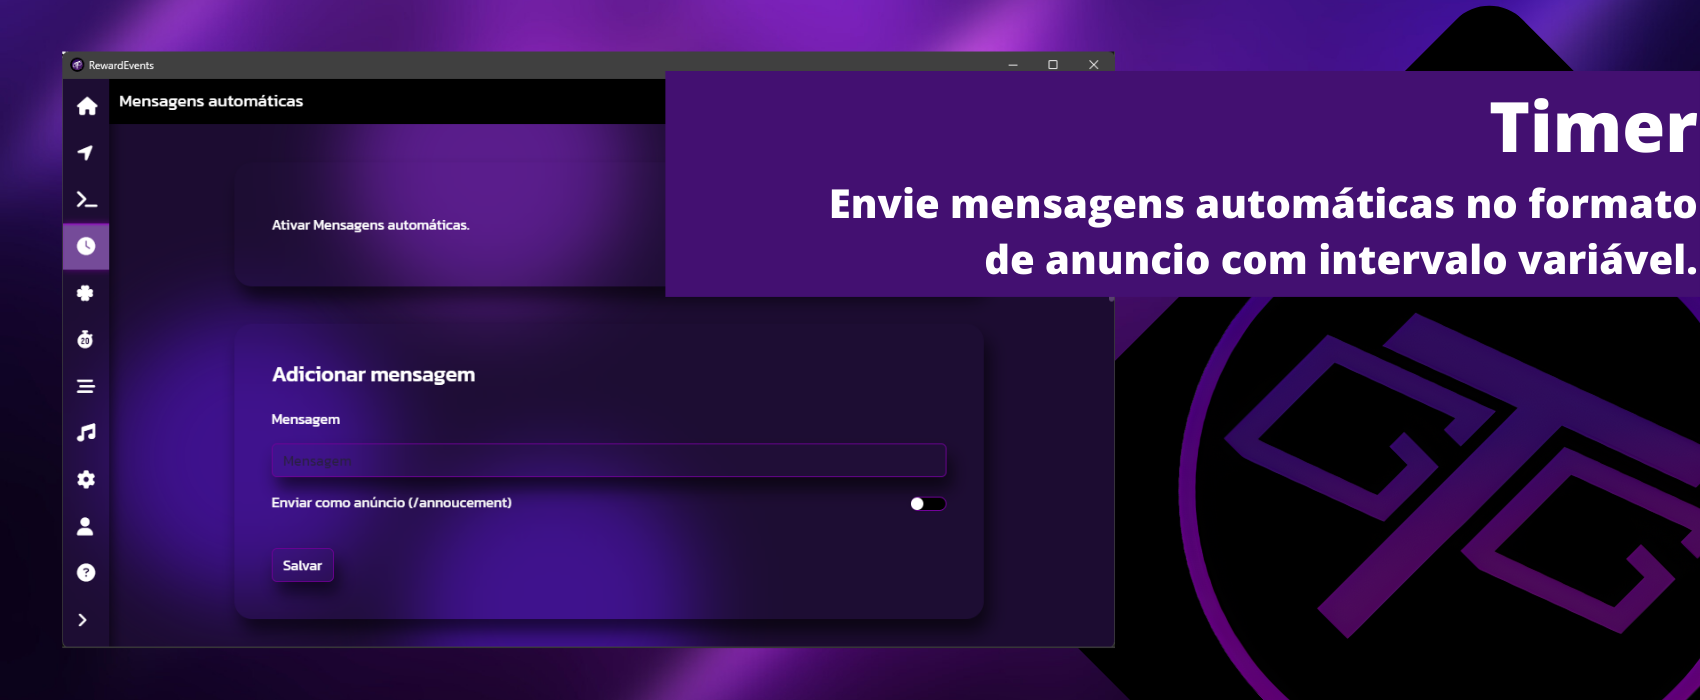 RewardEvents
Mensagens automáticas
Timer
Envie mensagens automáticas no formato
de anuncio com intervalo variável.
Ativar Mensagens automáticas.
20
Adicionar mensagem
Mensagem
Mensagem
Enviar como anúncio (/annoucement)
Salvar
?